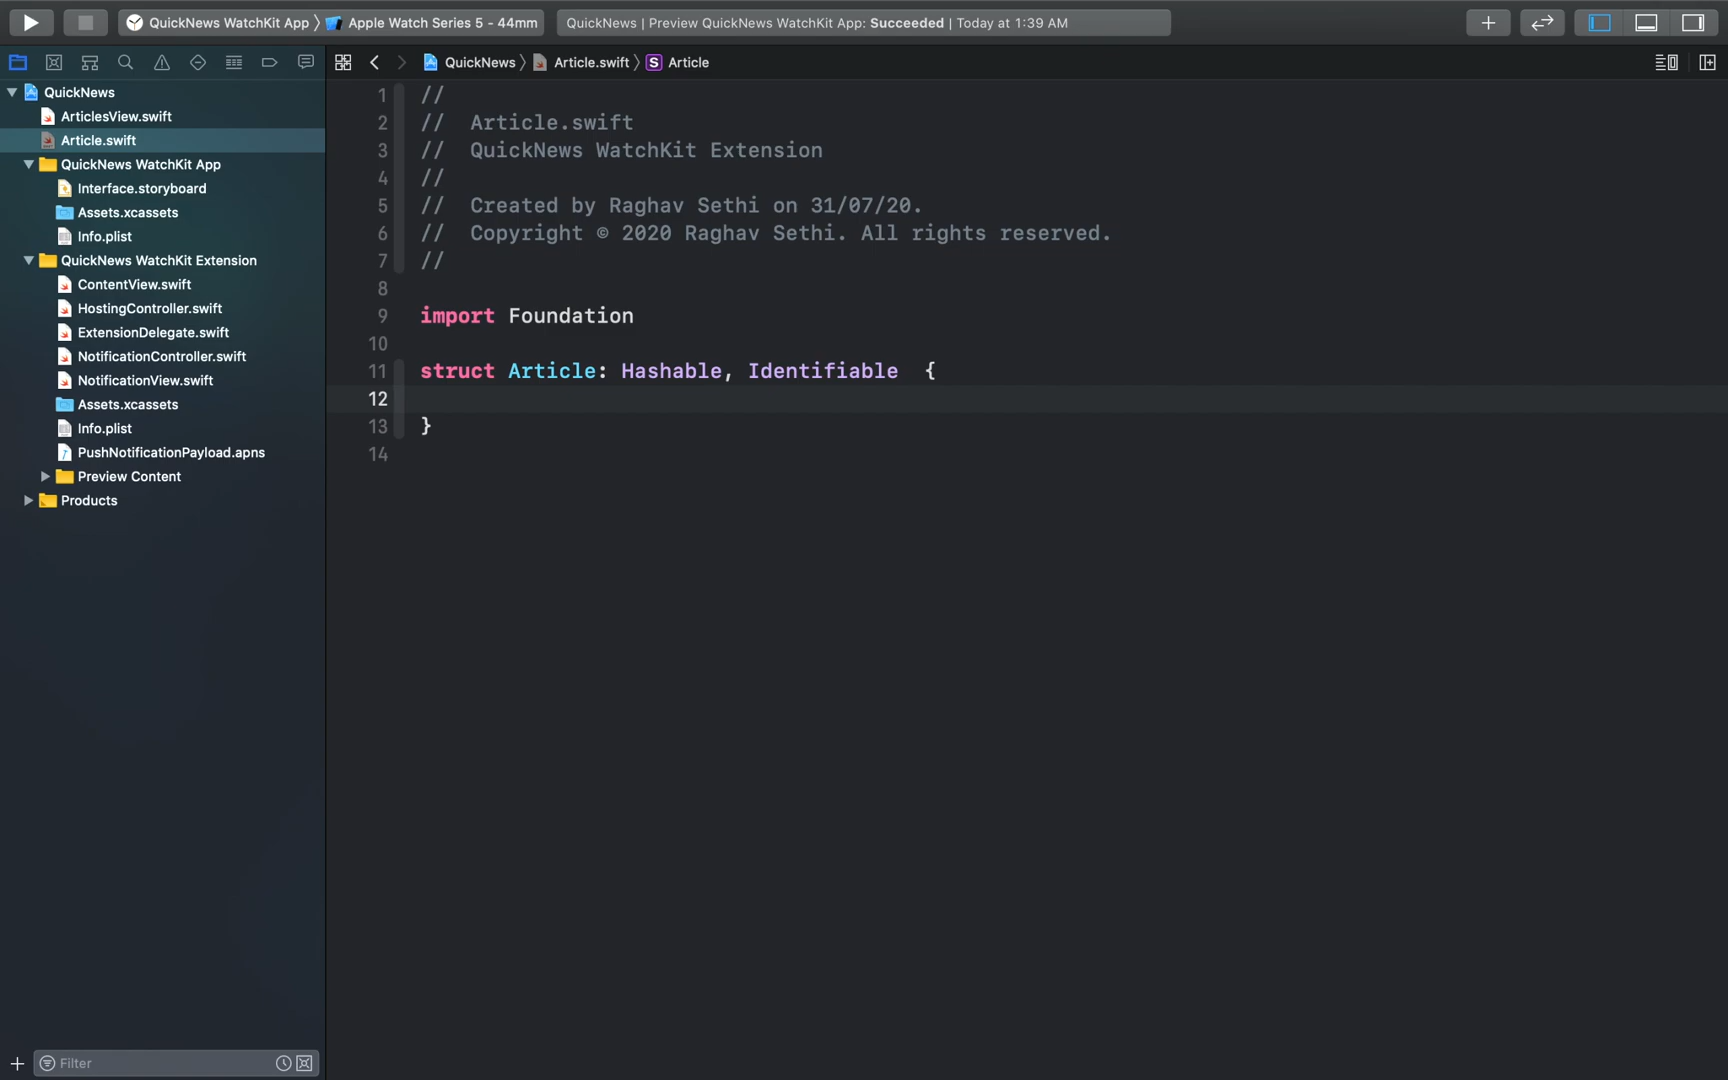 QuickNews WatchKit App 〉 Apple Watch Series 5 - 44mm
QuickNews | Preview QuickNews WatchKit App: Succeeded | Today at 1:39 AM
QuickNews 〉 Article.swift 〉 S Article
QuickNews
ArticlesView.swift
Article.swift
QuickNews WatchKit App
Interface.storyboard
Assets.xcassets
Info.plist
QuickNews WatchKit Extension
ContentView.swift
HostingController.swift
ExtensionDelegate.swift
NotificationController.swift
NotificationView.swift
Assets.xcassets
Info.plist
PushNotificationPayload.apns
Preview Content
Products
Filter
1 //
2 // Article.swift
3 // QuickNews WatchKit Extension
4 //
5 // Created by Raghav Sethi on 31/07/20.
6 // Copyright © 2020 Raghav Sethi. All rights reserved.
7 //
8
9 import Foundation
10
11 struct Article: Hashable, Identifiable  {
12
13 }
14